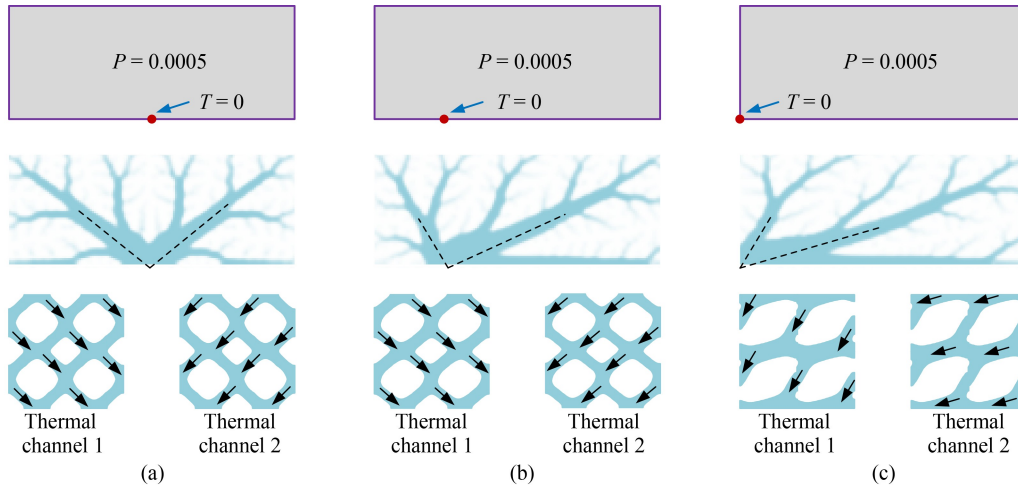 P = 0.0005
T = 0
P = 0.0005
T = 0
P = 0.0005
T = 0
Thermal
channel 1
Thermal
channel 2
Thermal
channel 1
Thermal
channel 2
Thermal
channel 1
Thermal
channel 2
(a)
(b)
(c)